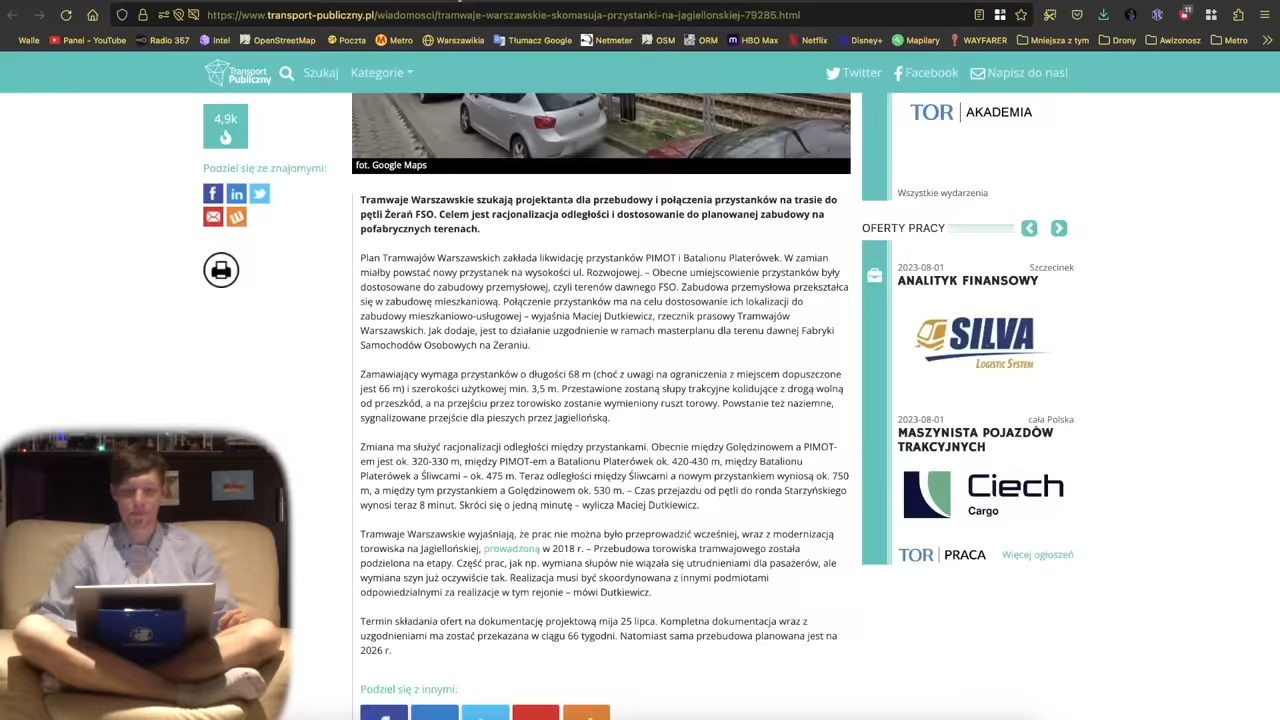 https://www.transport-publiczny.pl/wiadomosci/tramwaje-warszawskie-skomasuja-przystanki-na-jagiellonskiej-79285.html
11
Walle
Panel - YouTube
Radio 357
Intel
OpenStreetMap
Poczta
Metro
Warszawikia
Tłumacz Google
Netmeter
OSM
ORM
HBO Max
Netflix
Disney+
Mapilary
WAYFARER
Mniejsza z tym
Drony
Awizonosz
Metro
Transport Publiczny
Szukaj
Kategorie
Twitter
Facebook
Napisz do nas!
4,9k
Podziel się ze znajomymi:
fot. Google Maps
Tramwaje Warszawskie szukają projektanta dla przebudowy i połączenia przystanków na trasie do
pętli Żerań FSO. Celem jest racjonalizacja odległości i dostosowanie do planowanej zabudowy na
pofabrycznych terenach.
Plan Tramwajów Warszawskich zakłada likwidację przystanków PIMOT i Batalionu Platerówek. W zamian
miałby powstać nowy przystanek na wysokości ul. Rozwojowej. – Obecne umiejscowienie przystanków były
dostosowane do zabudowy przemysłowej, czyli terenów dawnego FSO. Zabudowa przemysłowa przekształca
się w zabudowę mieszkaniową. Połączenie przystanków ma na celu dostosowanie ich lokalizacji do
zabudowy mieszkaniowo-usługowej – wyjaśnia Maciej Dutkiewicz, rzecznik prasowy Tramwajów
Warszawskich. Jak dodaje, jest to działanie uzgodnienie w ramach masterplanu dla terenu dawnej Fabryki
Samochodów Osobowych na Żeraniu.
Zamawiający wymaga przystanków o długości 68 m (choć z uwagi na ograniczenia z miejscem dopuszczone
jest 66 m) i szerokości użytkowej min. 3,5 m. Przestawione zostaną słupy trakcyjne kolidujące z drogą wolną
od przeszkód, a na przejściu przez torowisko zostanie wymieniony ruszt torowy. Powstanie też naziemne,
sygnalizowane przejście dla pieszych przez Jagiellońską.
Zmiana ma służyć racjonalizacji odległości między przystankami. Obecnie między Golędzinowem a PIMOT-
em jest ok. 320-330 m, między PIMOT-em a Batalionu Platerówek ok. 420-430 m, między Batalionu
Platerówek a Śliwcami – ok. 475 m. Teraz odległości między Śliwcami a nowym przystankiem wyniosą ok. 750
m, a między tym przystankiem a Golędzinowem ok. 530 m. – Czas przejazdu od pętli do ronda Starzyńskiego
wynosi teraz 8 minut. Skróci się o jedną minutę – wylicza Maciej Dutkiewicz.
Tramwaje Warszawskie wyjaśniają, że prac nie można było przeprowadzić wcześniej, wraz z modernizacją
torowiska na Jagiellońskiej, prowadzoną w 2018 r. – Przebudowa torowiska tramwajowego została
podzielona na etapy. Część prac, jak np. wymiana słupów nie wiązała się utrudnieniami dla pasażerów, ale
wymiana szyn już oczywiście tak. Realizacja musi być skoordynowana z innymi podmiotami
odpowiedzialnymi za realizacje w tym rejonie – mówi Dutkiewicz.
Termin składania ofert na dokumentację projektową mija 25 lipca. Kompletna dokumentacja wraz z
uzgodnieniami ma zostać przekazana w ciągu 66 tygodni. Natomiast sama przebudowa planowana jest na
2026 r.
Podziel się z innymi:
TOR AKADEMIA
Wszystkie wydarzenia
OFERTY PRACY
2023-08-01 Szczecinek
ANALITYK FINANSOWY
SILVA
LOGISTIC SYSTEM
2023-08-01 cała Polska
MASZYNISTA POJAZDÓW
TRAKCYJNYCH
Ciech
Cargo
TOR PRACA
Więcej ogłoszeń